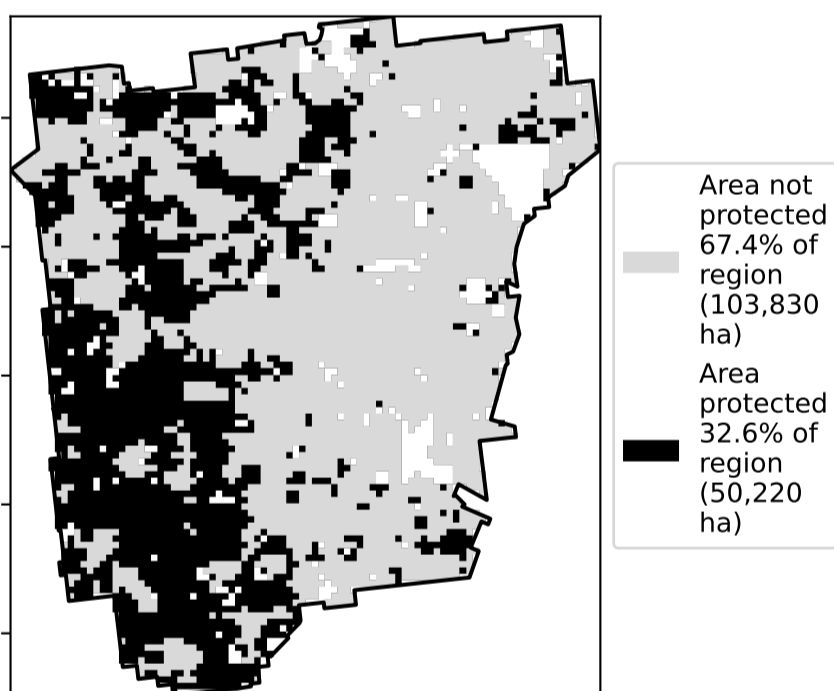 Area not
protected
67.4% of
region
(103,830
ha)
Area
protected
32.6% of
region
(50,220
ha)